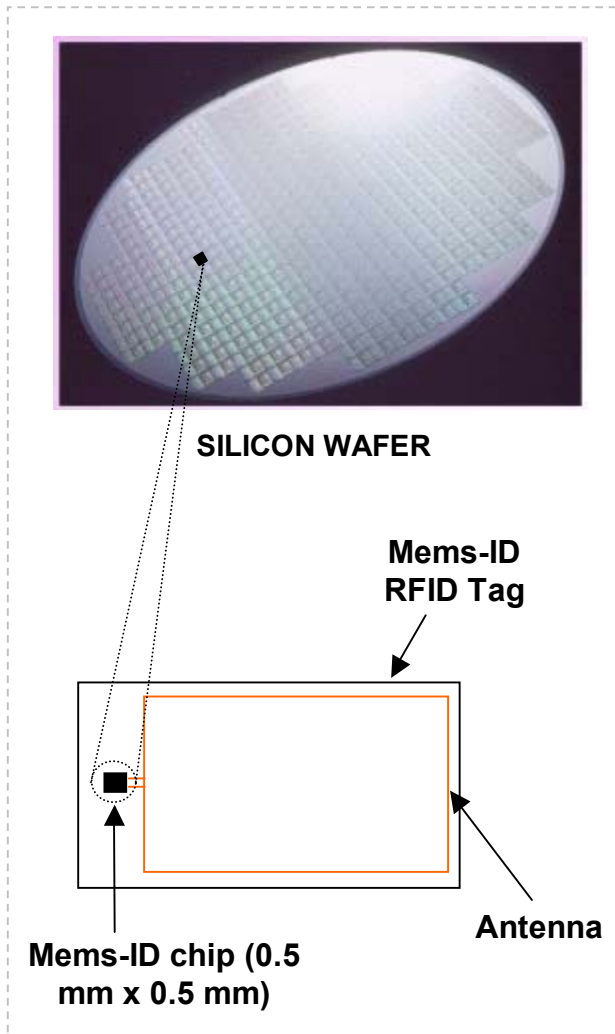 SILICON WAFER
Mems-ID
RFID Tag
Antenna
Mems-ID chip (0.5
mm x 0.5 mm)